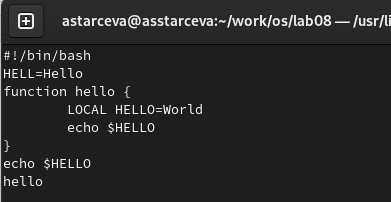 astarceva@asstarceva:~/work/os/lab08 — /usr/li
#!/bin/bash
HELL=Hello
function hello {
        LOCAL HELLO=World
        echo $HELLO
}
echo $HELLO
hello